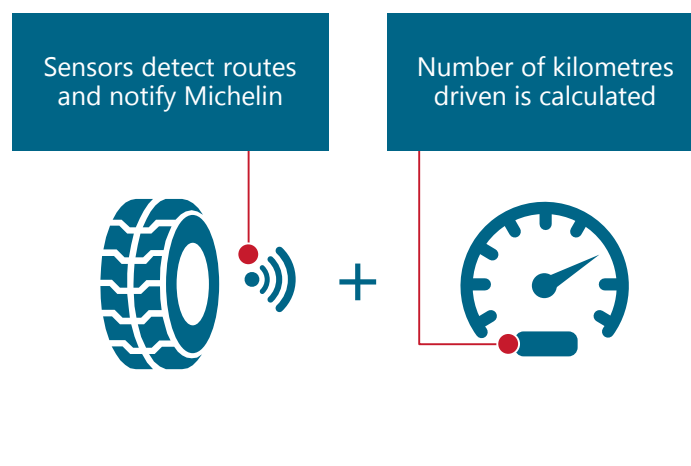 Sensors detect routes
and notify Michelin
Number of kilometres
driven is calculated